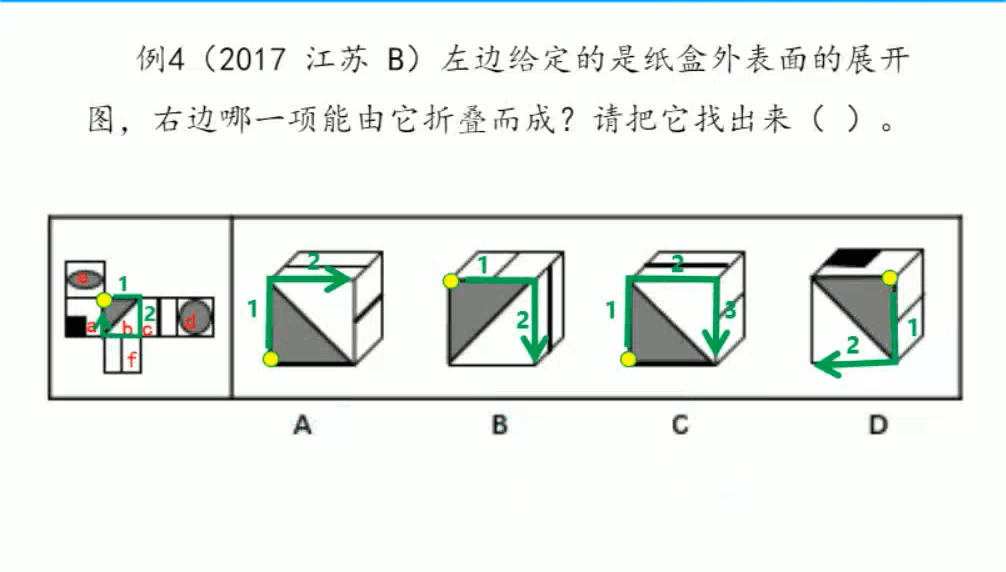 例4（2017 江苏 B）左边给定的是纸盒外表面的展开
图，右边哪一项能由它折叠而成？请把它找出来（ ）。
e
1
2
a b c d
f
1 2
1 2
1 2 3
1 2
A B C D